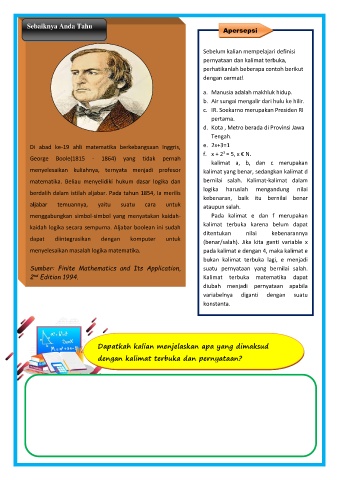 Sebaiknya Anda Tahu
Di abad ke-19 ahli matematika berkebangsaan Inggris,
George Boole(1815 - 1864) yang tidak pernah
menyelesaikan kuliahnya, ternyata menjadi profesor
matematika. Beliau menyelidiki hukum dasar logika dan
berdalih dalam istilah aljabar. Pada tahun 1854, ia merilis
aljabar temuannya, yaitu suatu cara untuk
menggabungkan simbol-simbol yang menyatakan kaidah-
kaidah logika secara sempurna. Aljabar boolean ini sudah
dapat diintegrasikan dengan komputer untuk
menyelesaikan masalah logika matematika.
Sumber: Finite Mathematics and Its Application,
2nd Edition 1994.
Apersepsi
Sebelum kalian mempelajari definisi
pernyataan dan kalimat terbuka,
perhatikanlah beberapa contoh berikut
dengan cermat!
a. Manusia adalah makhluk hidup.
b. Air sungai mengalir dari hulu ke hilir.
c. IR. Soekarno merupakan Presiden RI
pertama.
d. Kota , Metro berada di Provinsi Jawa
Tengah.
e. 2x+3=1
f. x + 2² = 5, x € N.
kalimat a, b, dan c merupakan
kalimat yang benar, sedangkan kalimat d
bernilai salah. Kalimat-kalimat dalam
logika haruslah mengandung nilai
kebenaran, baik itu bernilai benar
ataupun salah.
Pada kalimat e dan f merupakan
kalimat terbuka karena belum dapat
ditentukan nilai kebenarannya
(benar/salah). Jika kita ganti variable x
pada kalimat e dengan 4, maka kalimat e
bukan kalimat terbuka lagi, e menjadi
suatu pernyataan yang bernilai salah.
Kalimat terbuka matematika dapat
diubah menjadi pernyataan apabila
variabelnya diganti dengan suatu
konstanta.
Dapatkah kalian menjelaskan apa yang dimaksud
dengan kalimat terbuka dan pernyataan?